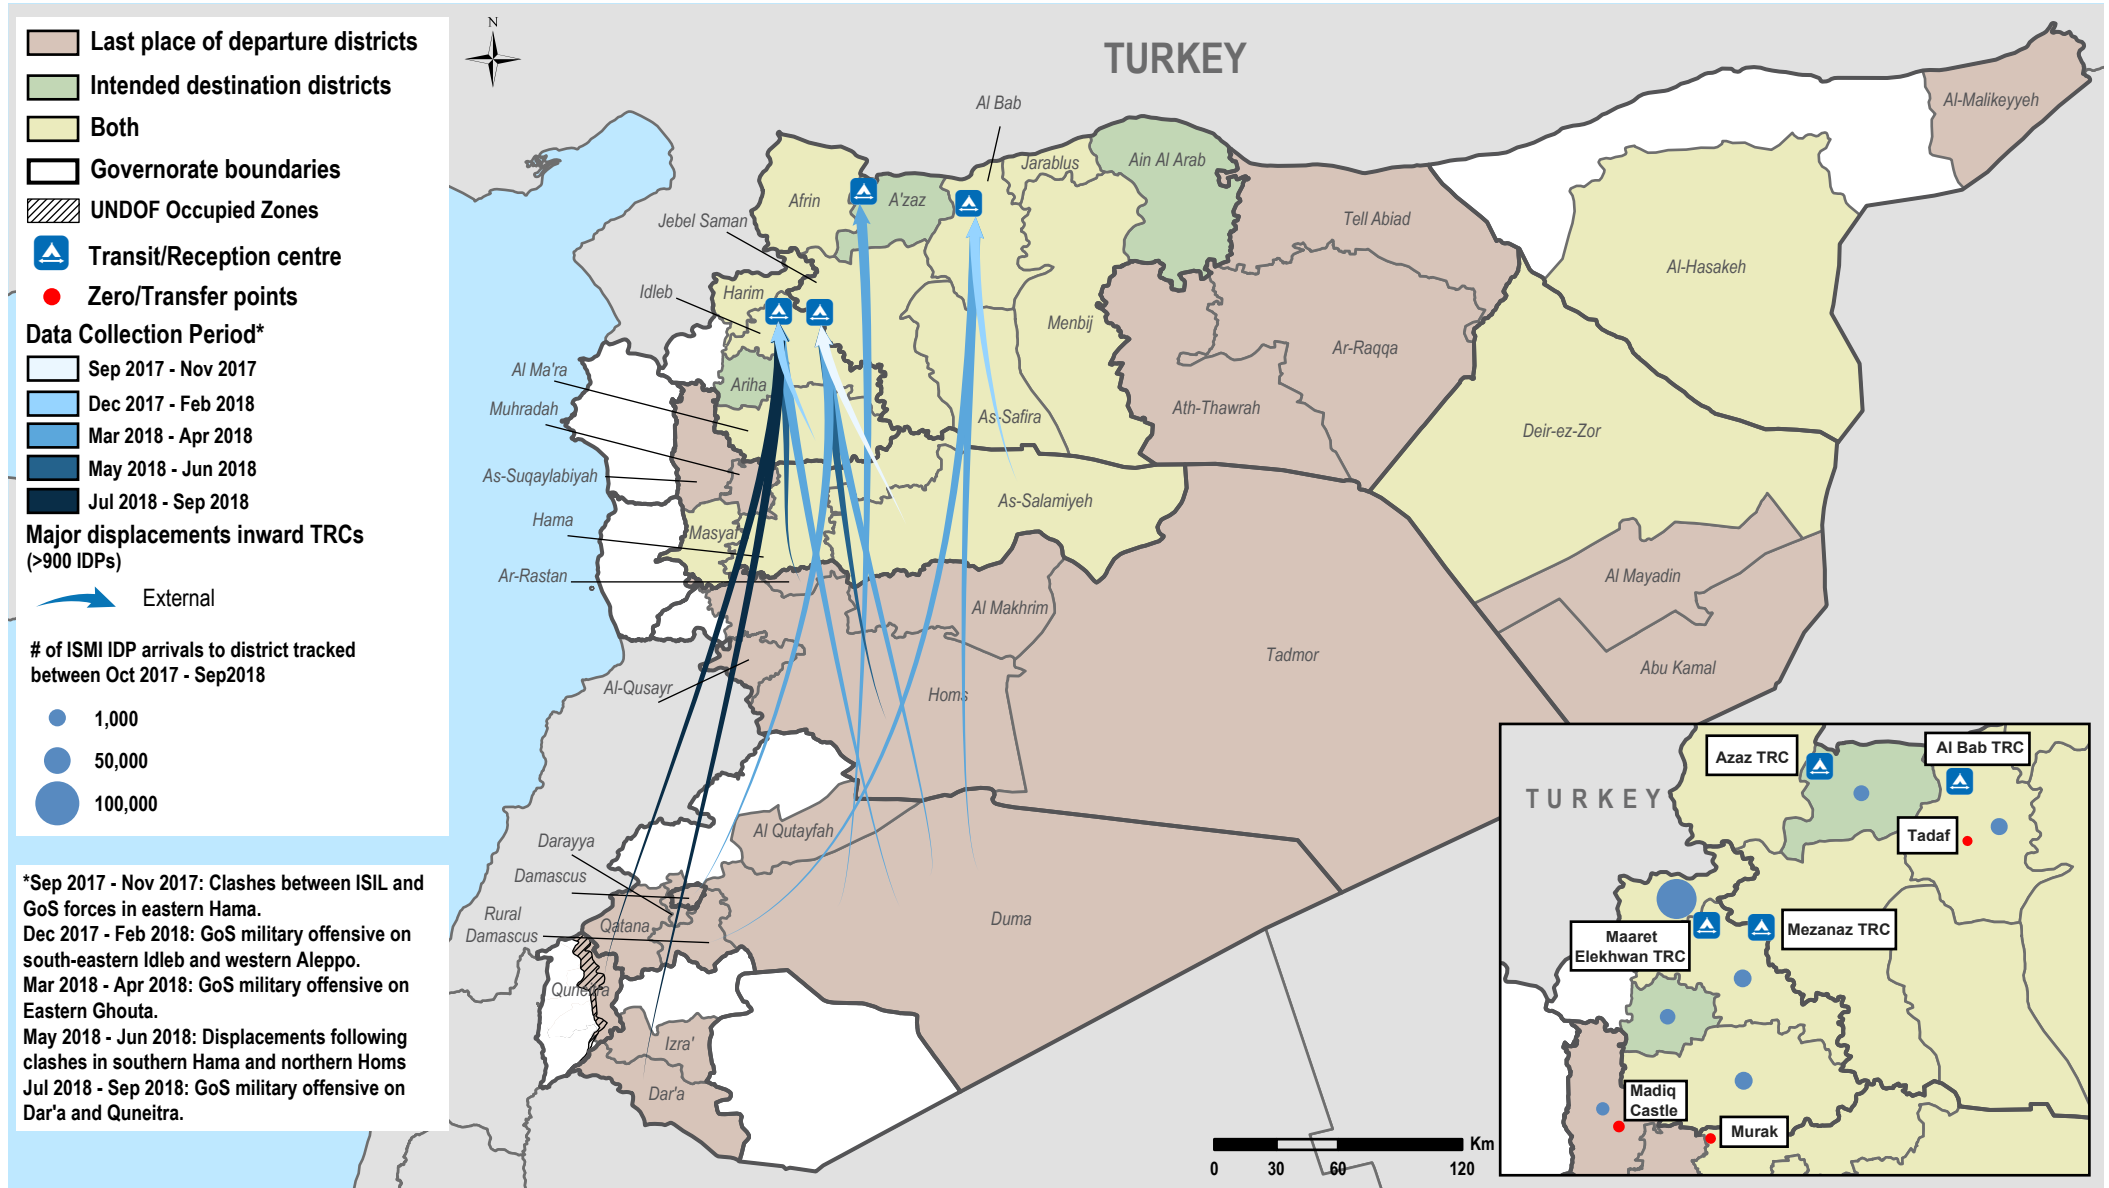 Last place of departure districts
Intended destination districts
Both
Governorate boundaries
UNDOF Occupied Zones
Transit/Reception centre
Zero/Transfer points
Data Collection Period*
Sep 2017 - Nov 2017
Dec 2017 - Feb 2018
Mar 2018 - Apr 2018
May 2018 - Jun 2018
Jul 2018 - Sep 2018
Major displacements inward TRCs
(>900 IDPs)
External
# of ISMI IDP arrivals to district tracked
between Oct 2017 - Sep2018
1,000
50,000
100,000
*Sep 2017 - Nov 2017: Clashes between ISIL and
GoS forces in eastern Hama.
Dec 2017 - Feb 2018: GoS military offensive on
south-eastern Idleb and western Aleppo.
Mar 2018 - Apr 2018: GoS military offensive on
Eastern Ghouta.
May 2018 - Jun 2018: Displacements following
clashes in southern Hama and northern Homs
Jul 2018 - Sep 2018: GoS military offensive on
Dar'a and Quneitra.
N
TURKEY
Al Bab
Al-Malikeyyeh
Jarablus
Ain Al Arab
Afrin
A'zaz
Jebel Saman
Tell Abiad
Al-Hasakeh
Idleb
Harim
Menbij
Ar-Raqqa
Al Ma'ra
Ariha
Muhradah
As-Safira
Ath-Thawrah
Deir-ez-Zor
As-Suqaylabiyah
As-Salamiyeh
Hama
Masyaf
Ar-Rastan
Al Mayadin
Al Makhrim
Tadmor
Abu Kamal
Al-Qusayr
Homs
Al Qutayfah
Darayya
Damascus
Rural
Damascus
Qatana
Duma
Quneitra
Izra'
Dar'a
Km
0
30
60
120
Azaz TRC
Al Bab TRC
TURKEY
Tadaf
Maaret
Elekhwan TRC
Mezanaz TRC
Madiq
Castle
Murak